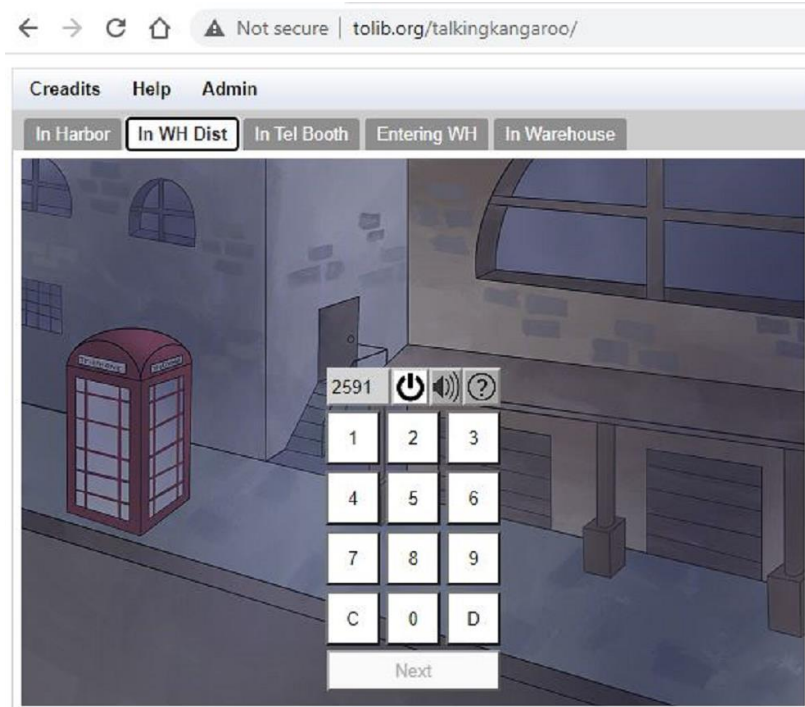 Not secure | tolib.org/talkingkangaroo/
Creadits Help Admin
In Harbor In WH Dist In Tel Booth Entering WH In Warehouse
2591 ?
1 2 3
4 5 6
7 8 9
C 0 D
Next